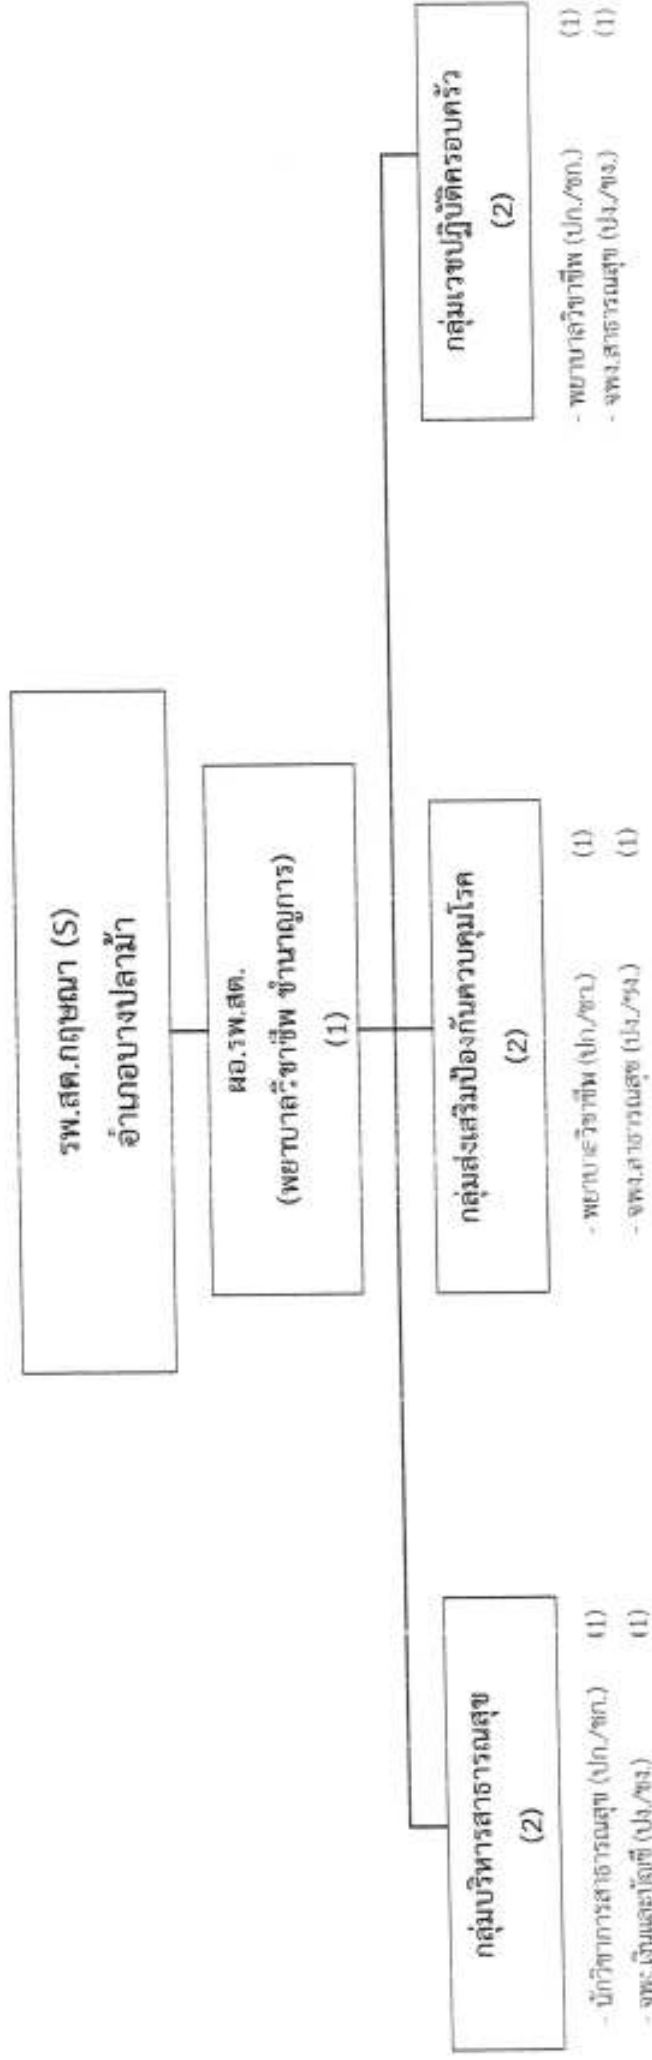 รพ.สต.กฤษณา (S)
อำเภอบางปลาม้า
ผอ.รพ.สต.
(พยาบาลวิชาชีพ ชำนาญการ)
(1)
กลุ่มบริหารสาธารณสุข
(2)
- นักวิชาการสาธารณสุข (ปก./ชก.) (1)
- จพง.เงินและบัญชี (ปง./ชง.) (1)
กลุ่มส่งเสริมป้องกันควบคุมโรค
(2)
- พยาบาลวิชาชีพ (ปก./ชก.) (1)
- จพง.สาธารณสุข (ปง./ชง.) (1)
กลุ่มเวชปฏิบัติครอบครัว
(2)
- พยาบาลวิชาชีพ (ปก./ชก.) (1)
- จพง.สาธารณสุข (ปง./ชง.) (1)